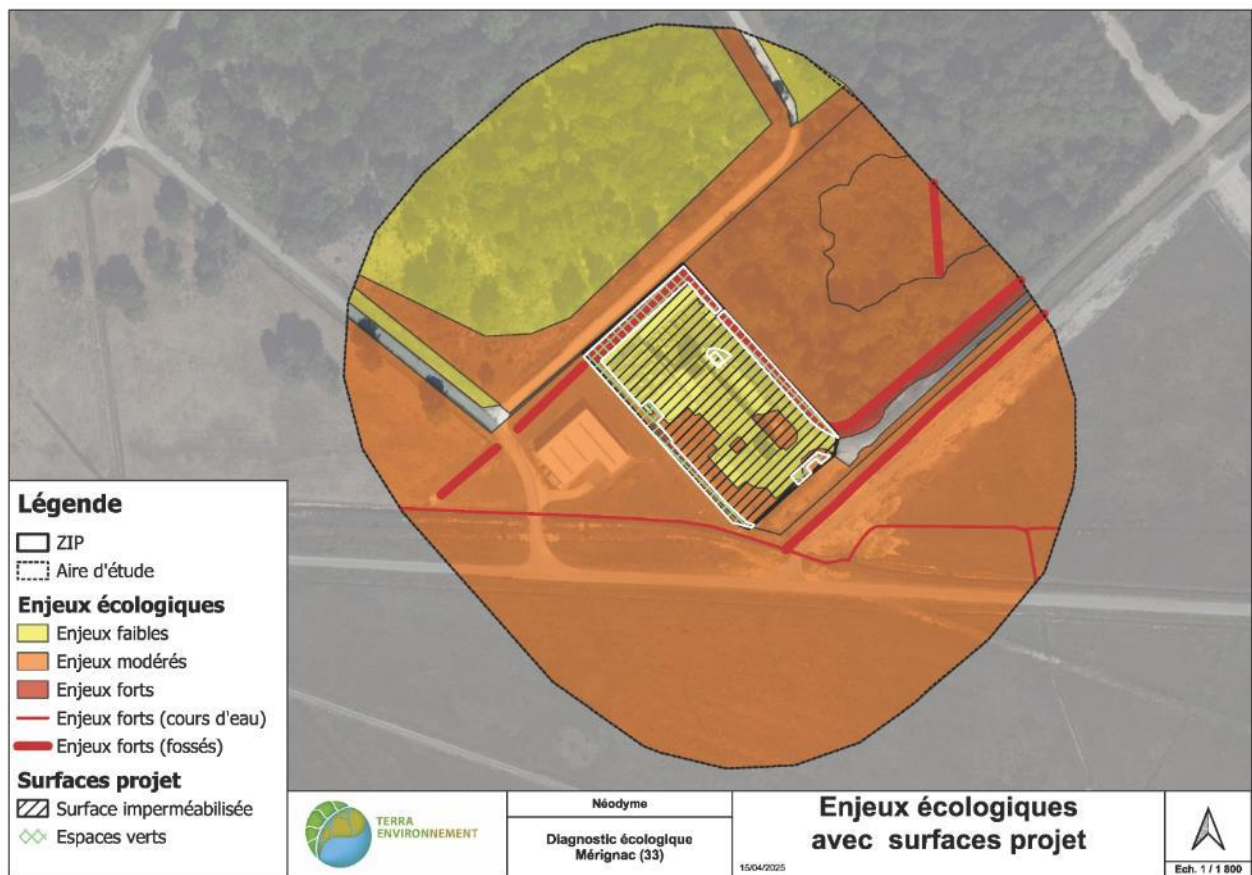 Légende
ZIP
Aire d'étude
Enjeux écologiques
Enjeux faibles
Enjeux modérés
Enjeux forts
Enjeux forts (cours d'eau)
Enjeux forts (fossés)
Surfaces projet
Surface imperméabilisée
Espaces verts
TERRA
ENVIRONNEMENT
Néodyme
Diagnostic écologique
Mérignac (33)
Enjeux écologiques
avec surfaces projet
15/04/2025
Ech. 1 / 1 800